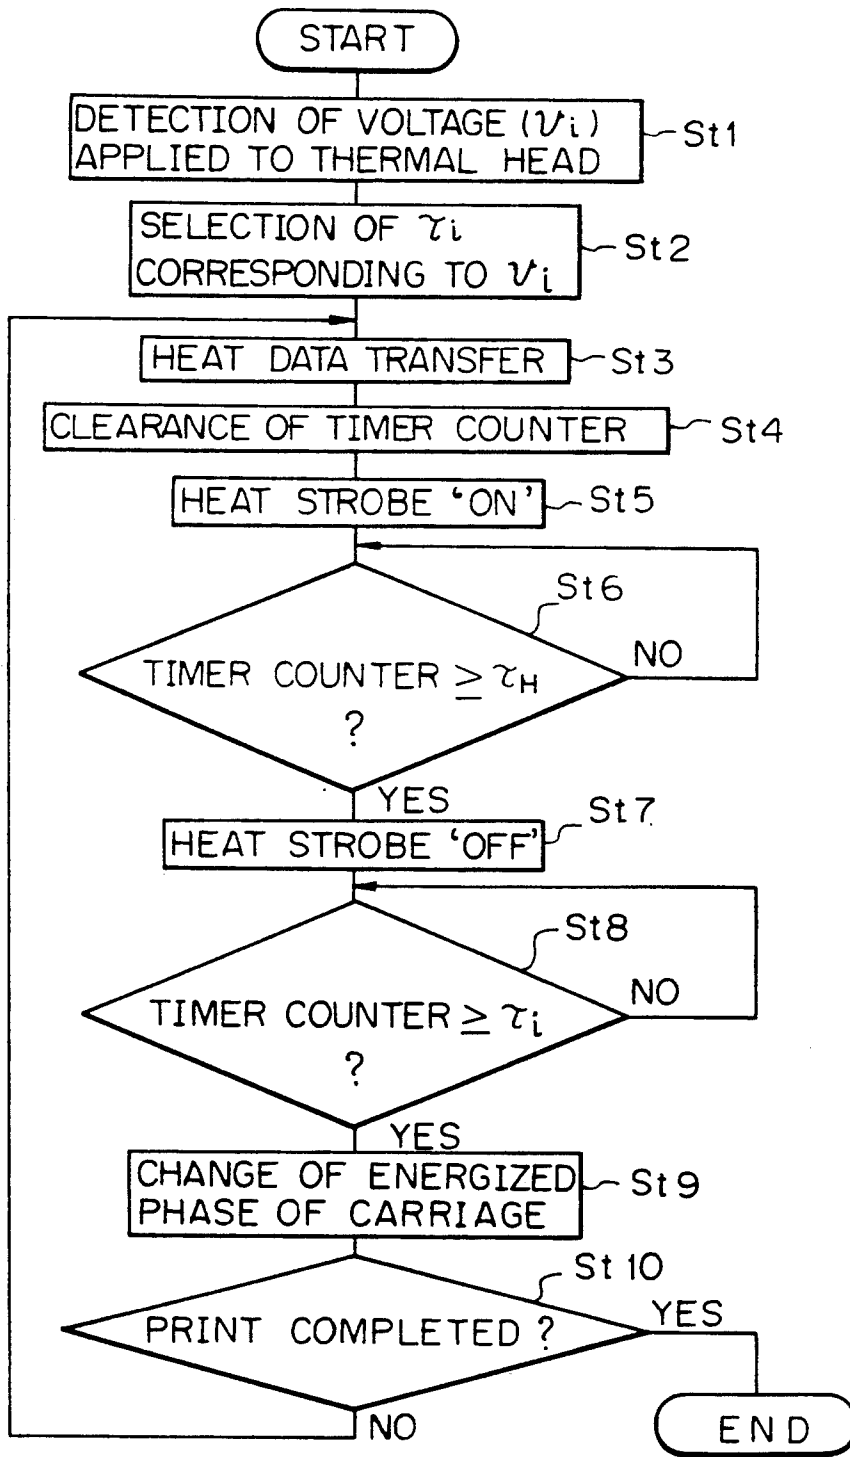 START
DETECTION OF VOLTAGE (υi)
APPLIED TO THERMAL HEAD
St1
SELECTION OF τi
CORRESPONDING TO υi
St2
HEAT DATA TRANSFER
St3
CLEARANCE OF TIMER COUNTER
St4
HEAT STROBE ‘ON’
St5
St6
TIMER COUNTER ≥ τH
?
NO
YES
St7
HEAT STROBE ‘OFF’
St8
TIMER COUNTER ≥ τi
?
NO
YES
CHANGE OF ENERGIZED
PHASE OF CARRIAGE
St9
St10
PRINT COMPLETED ?
YES
NO
END